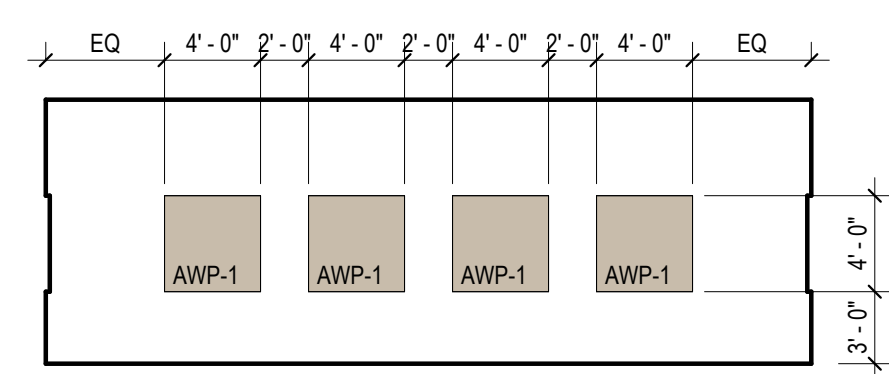 EQ 4' - 0" 2' - 0" 4' - 0" 2' - 0" 4' - 0" 2' - 0" 4' - 0" EQ
AWP-1 AWP-1 AWP-1 AWP-1
4' - 0"
3' - 0"